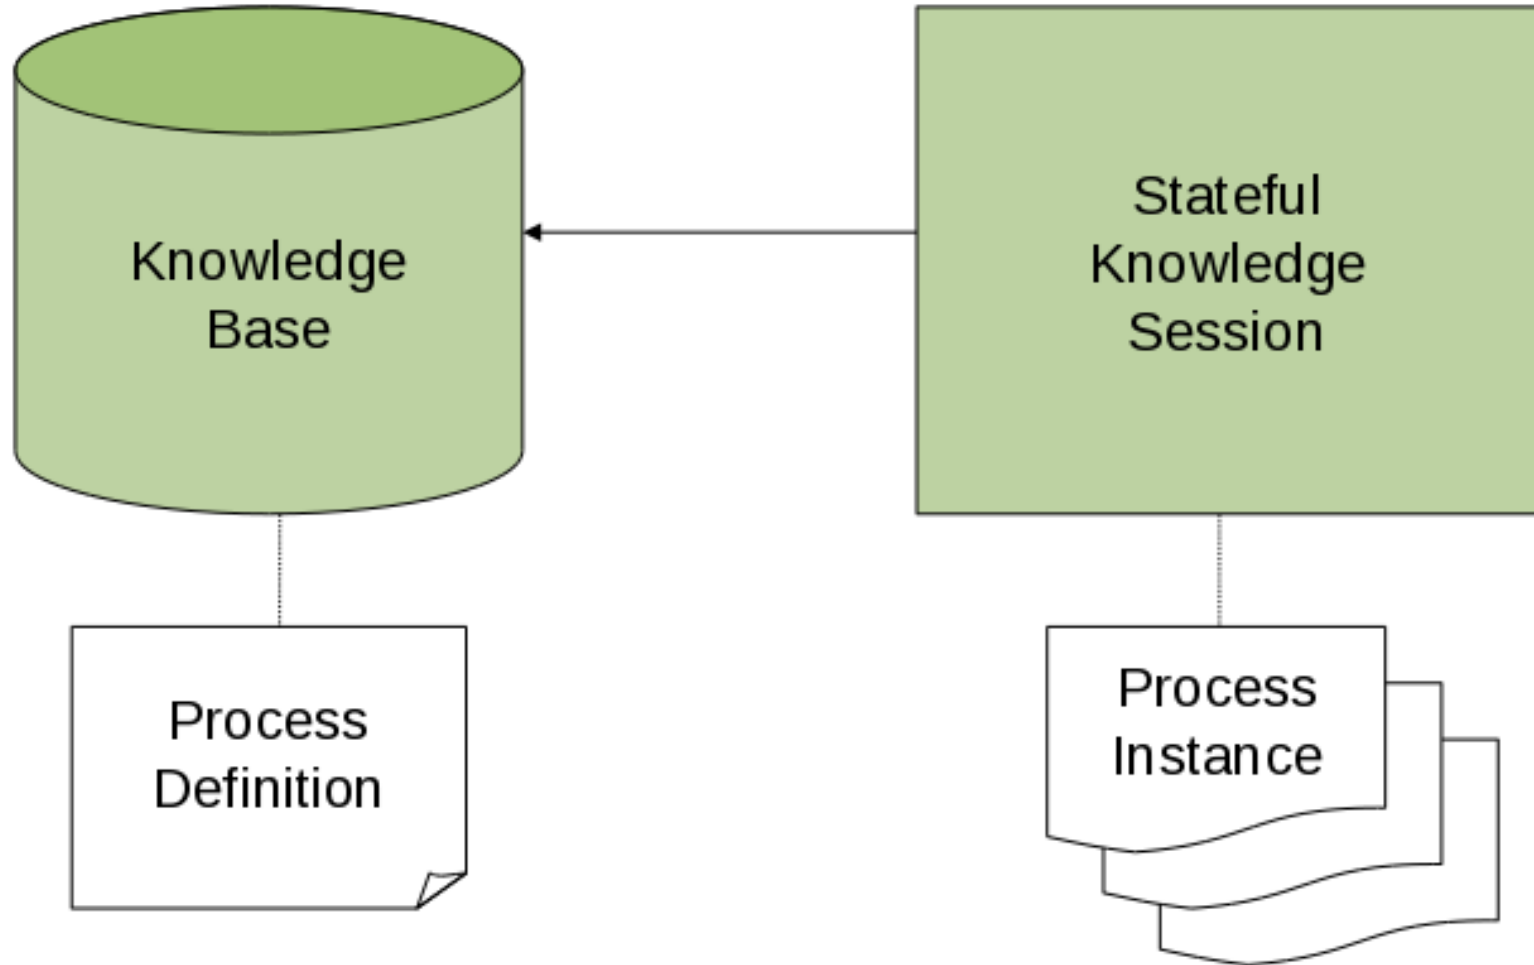 Knowledge
Base
Stateful
Knowledge
Session
Process
Definition
Process
Instance